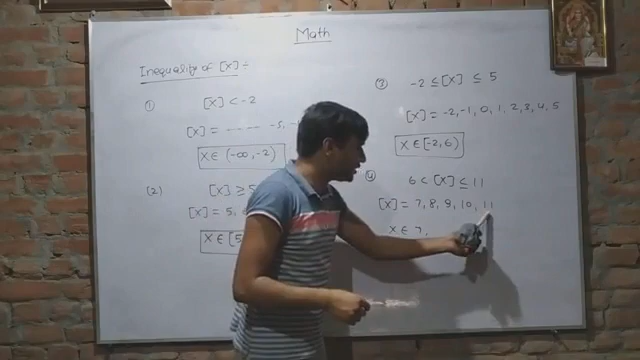 Math
Inequality of [x] ÷
(1) [x] < -2
[x] = ---- --- -5, -
x ∈ (-∞, -2)
(2) [x] ≥ 5
[x] = 5,
x ∈ [5
(3) -2 ≤ [x] ≤ 5
[x] = -2, -1, 0, 1, 2, 3, 4, 5
x ∈ [-2, 6)
(4) 6 < [x] ≤ 11
[x] = 7, 8, 9, 10, 11
x ∈ 7,